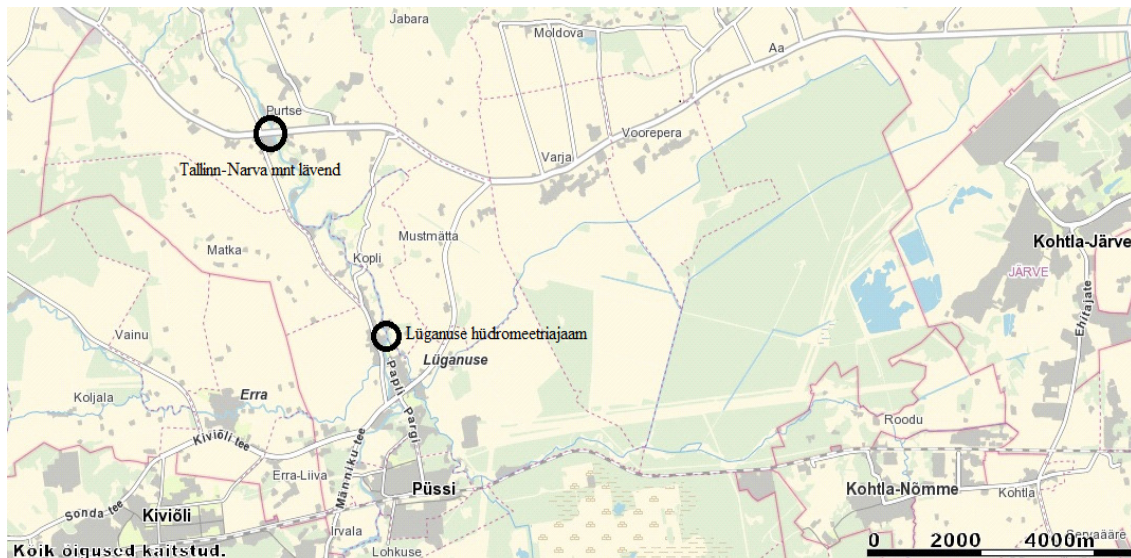 Jabara
Moldova
Aa
Purtse
Voorepera
Tallinn-Narva mnt lävend
Varja
Mustmätta
Matka
Kopli
Kohtla-Järve
JÄRVE
Ehitajate
Vainu
Lüganuse hüdromeetriajaam
Lüganuse
Papli
Pargi
Koljala
Erra
Roodu
Kiviõli tee
Männiku tee
Erra-Liiva
Püssi
Kohtla-Nõmme
Kohtla
Sonda tee
Kiviõli
Irvala
Lohkuse
Servaääre
0 2000 4000m
Kõik õigused kaitstud.